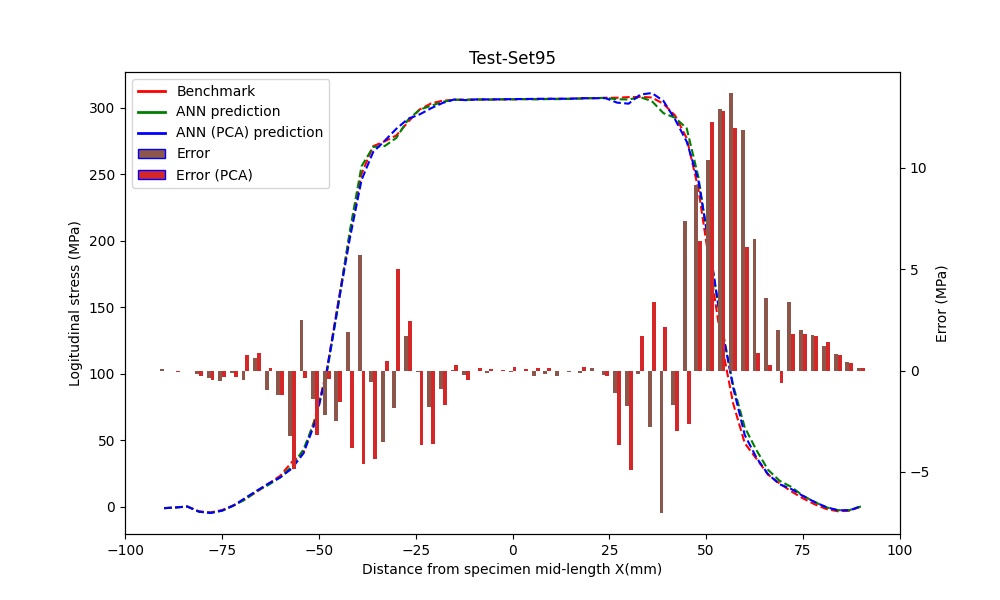 Test-Set95
Benchmark
ANN prediction
ANN (PCA) prediction
Error
Error (PCA)
300
250
200
150
100
50
0
Logitudinal stress (MPa)
10
5
0
−5
Error (MPa)
−100 −75 −50 −25 0 25 50 75 100
Distance from specimen mid-length X(mm)